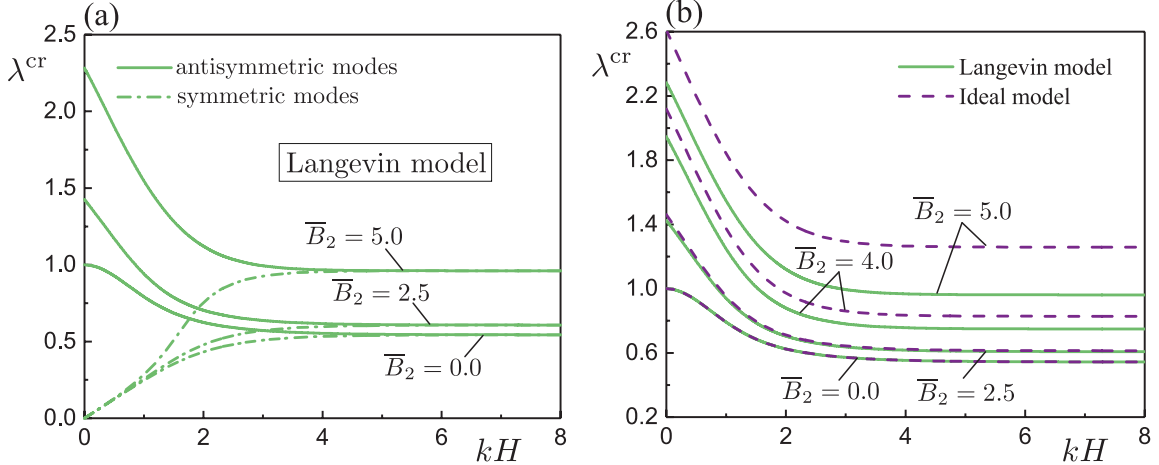 (a)
λ^cr
2.5
2.0
1.5
1.0
0.5
0.0
antisymmetric modes
symmetric modes
Langevin model
B̅₂ = 5.0
B̅₂ = 2.5
B̅₂ = 0.0
0 2 4 6 8
kH
(b)
λ^cr
2.6
2.2
1.8
1.4
1.0
0.6
0.2
Langevin model
Ideal model
B̅₂ = 5.0
B̅₂ = 4.0
B̅₂ = 0.0
B̅₂ = 2.5
0 2 4 6 8
kH